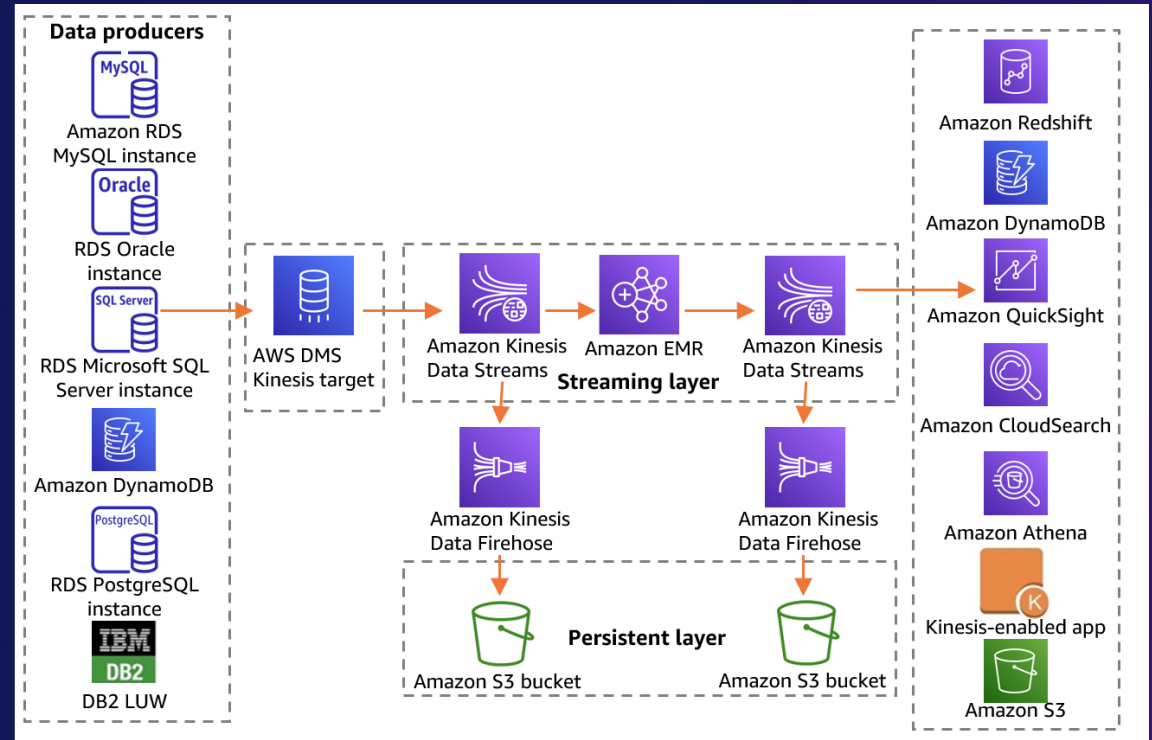 Data producers
MySQL
Amazon RDS
MySQL instance
Oracle
RDS Oracle
instance
SQL Server
RDS Microsoft SQL
Server instance
Amazon DynamoDB
PostgreSQL
RDS PostgreSQL
instance
IBM
DB2
DB2 LUW
AWS DMS
Kinesis target
Amazon Kinesis
Data Streams
Amazon EMR
Amazon Kinesis
Data Streams
Streaming layer
Amazon Kinesis
Data Firehose
Amazon Kinesis
Data Firehose
Persistent layer
Amazon S3 bucket
Amazon S3 bucket
Amazon Redshift
Amazon DynamoDB
Amazon QuickSight
Amazon CloudSearch
Amazon Athena
K
Kinesis-enabled app
Amazon S3